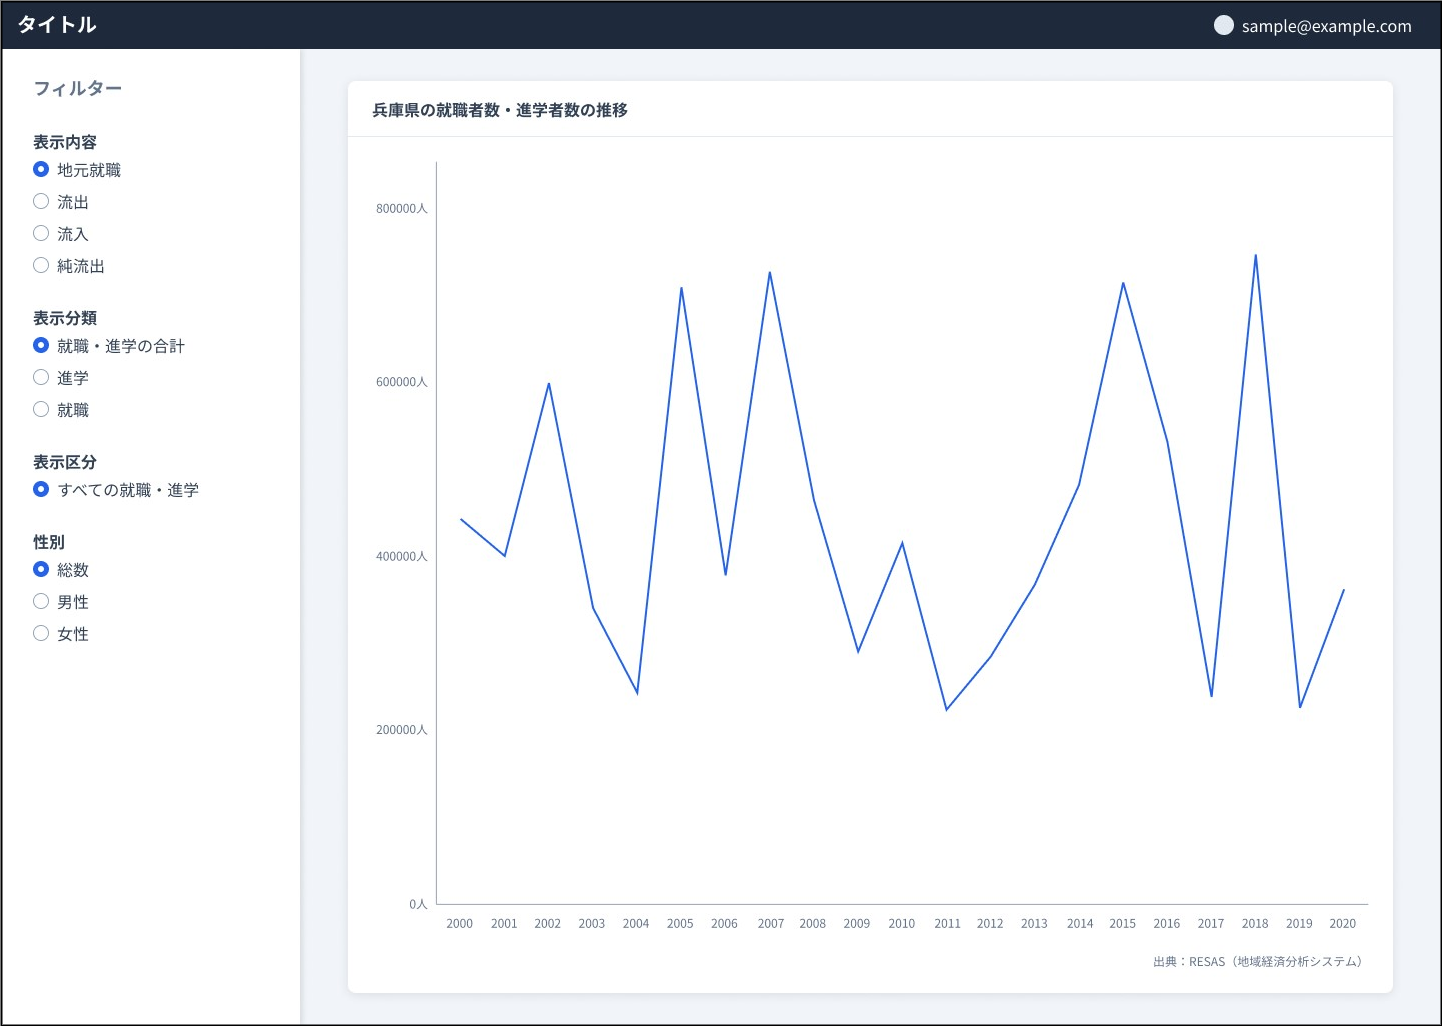 タイトル
sample@example.com
フィルター
表示内容
地元就職
流出
流入
純流出
表示分類
就職・進学の合計
進学
就職
表示区分
すべての就職・進学
性別
総数
男性
女性
兵庫県の就職者数・進学者数の推移
800000人
600000人
400000人
200000人
0人
2000 2001 2002 2003 2004 2005 2006 2007 2008 2009 2010 2011 2012 2013 2014 2015 2016 2017 2018 2019 2020
出典：RESAS（地域経済分析システム）